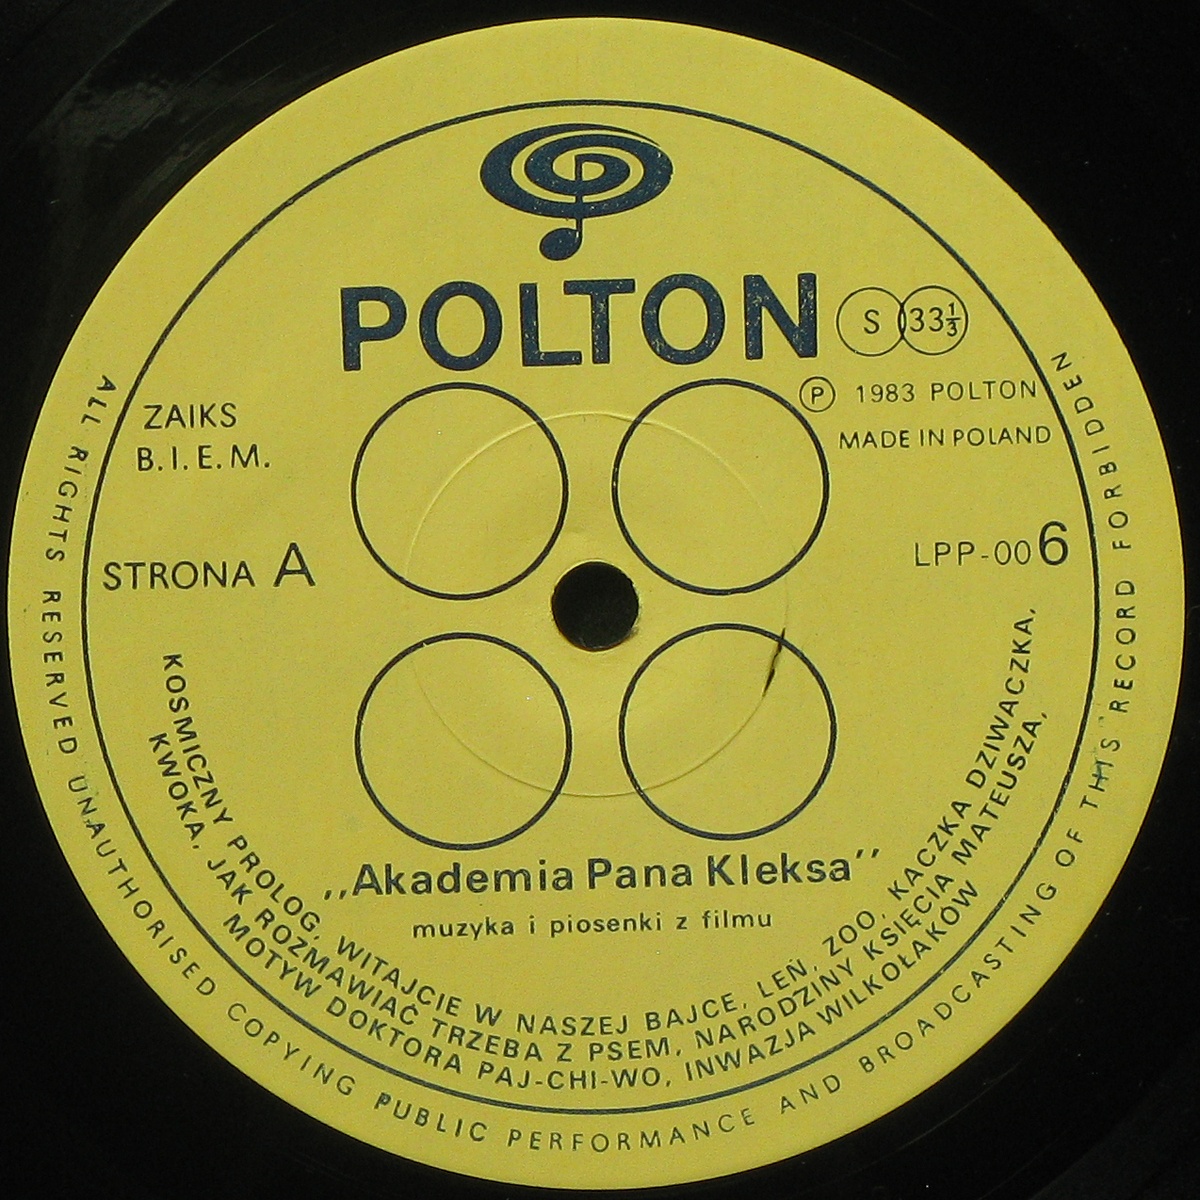 POLTON
S 33⅓
Ⓟ 1983 POLTON
MADE IN POLAND
ZAIKS
B.I.E.M.
STRONA A
LPP-006
„Akademia Pana Kleksa”
muzyka i piosenki z filmu
KOSMICZNY PROLOG, WITAJCIE W NASZEJ BAJCE, LEŃ, ZOO, KACZKA DZIWACZKA,
KWOKA, JAK ROZMAWIAĆ TRZEBA Z PSEM, NARODZINY KSIĘCIA MATEUSZA,
MOTYW DOKTORA PAJ-CHI-WO, INWAZJA WILKOŁAKÓW
ALL RIGHTS RESERVED UNAUTHORISED COPYING PUBLIC PERFORMANCE AND BROADCASTING OF THIS RECORD FORBIDDEN